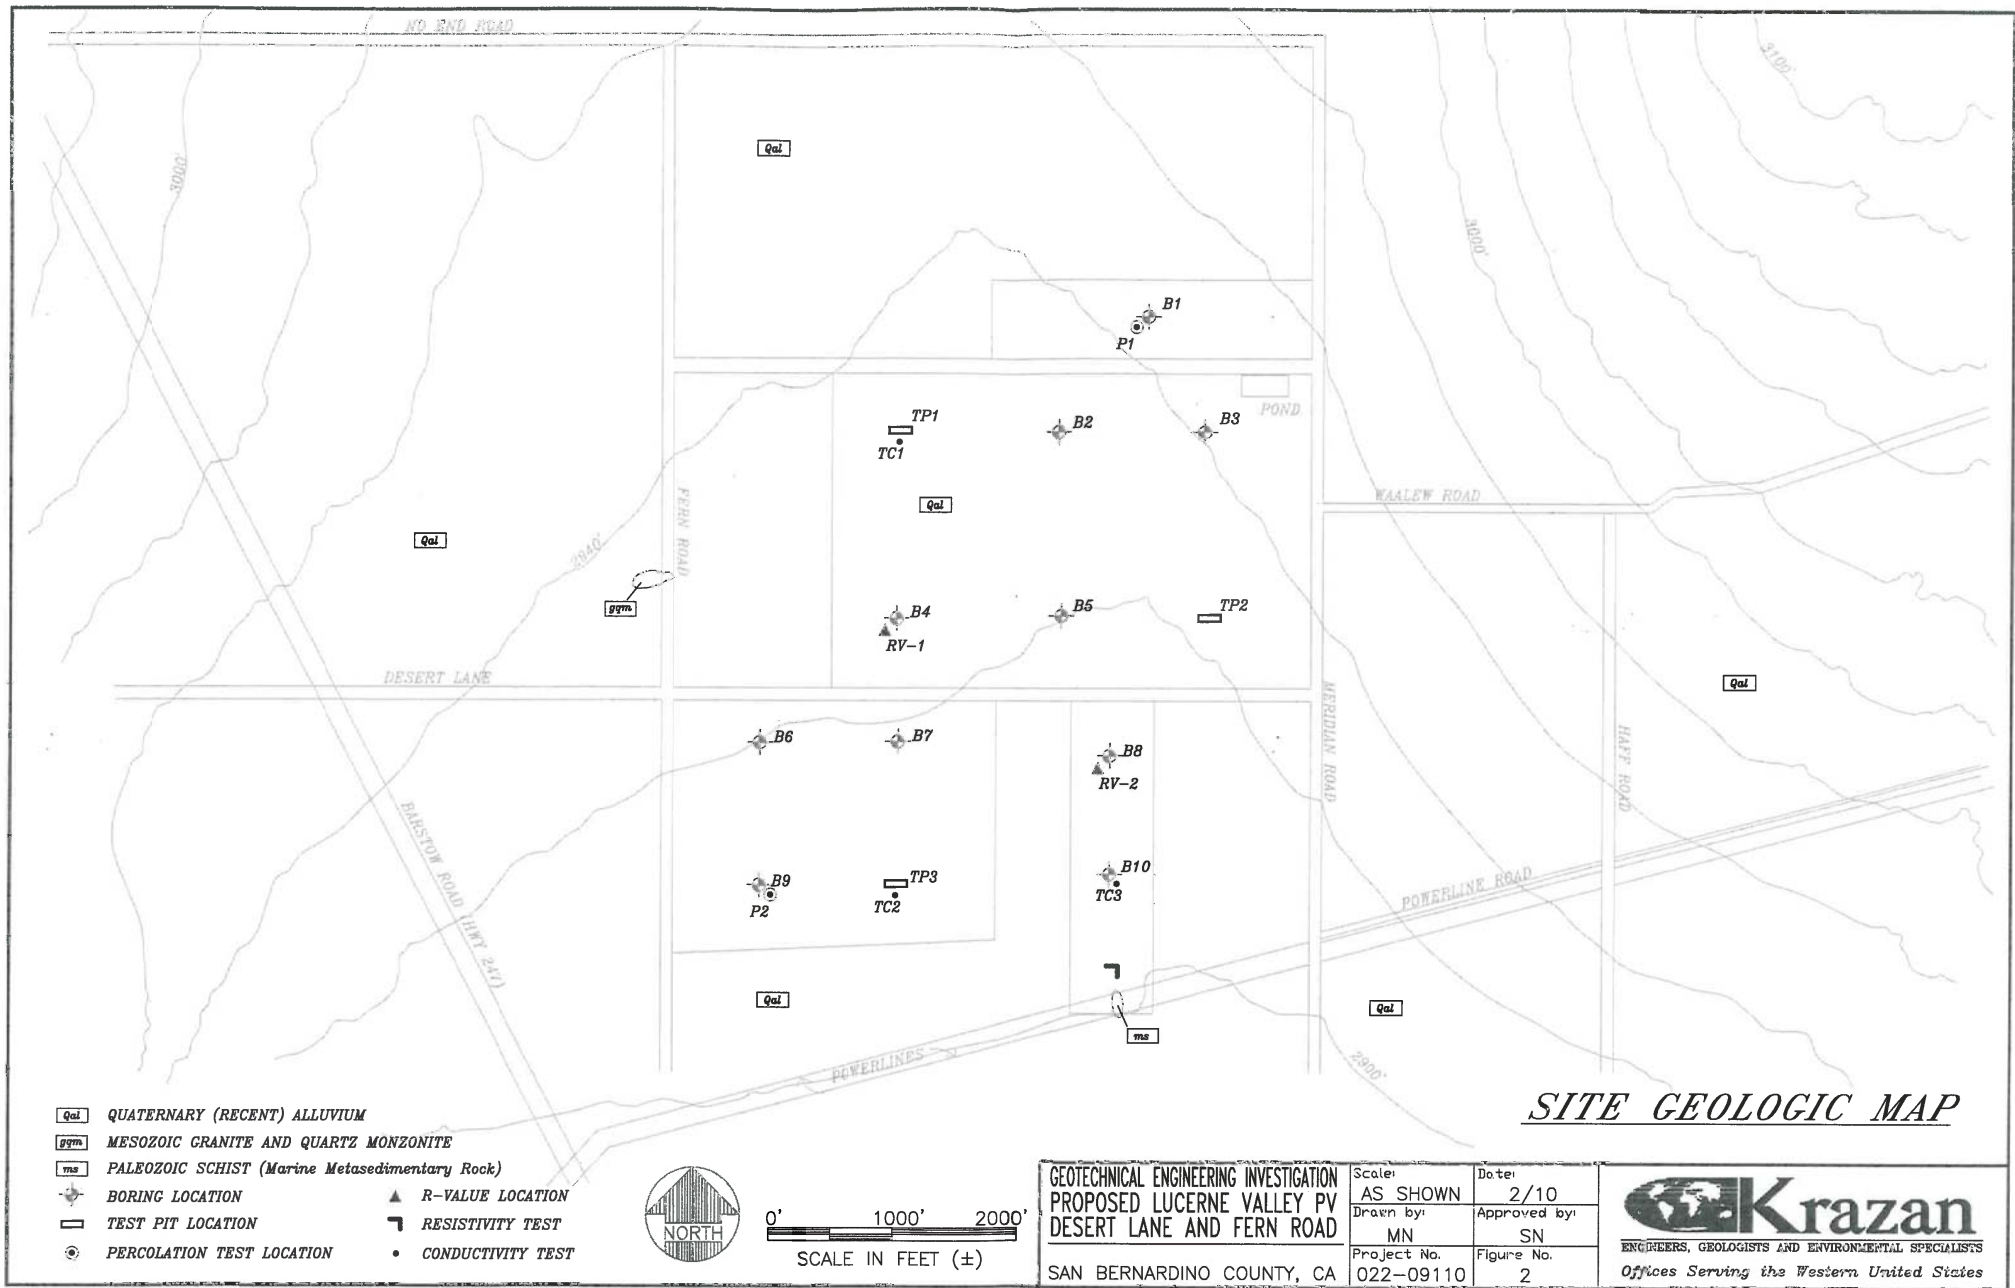 NO END ROAD
3100'
Qal
3000'
3000'
B1
P1
POND
TP1
B2
B3
TC1
WAALEW ROAD
Qal
FERN ROAD
Qal
2840'
gqm
B4
B5
TP2
RV-1
DESERT LANE
Qal
MERIDIAN ROAD
HAFF ROAD
B6
B7
B8
RV-2
BARSTOW ROAD (HWY 247)
B9
P2
TP3
TC2
B10
TC3
POWERLINE ROAD
Qal
Qal
ms
POWERLINES
2900'
SITE GEOLOGIC MAP
Qal QUATERNARY (RECENT) ALLUVIUM
gqm MESOZOIC GRANITE AND QUARTZ MONZONITE
ms PALEOZOIC SCHIST (Marine Metasedimentary Rock)
BORING LOCATION
TEST PIT LOCATION
PERCOLATION TEST LOCATION
R-VALUE LOCATION
RESISTIVITY TEST
CONDUCTIVITY TEST
NORTH
0' 1000' 2000'
SCALE IN FEET (±)
GEOTECHNICAL ENGINEERING INVESTIGATION
PROPOSED LUCERNE VALLEY PV
DESERT LANE AND FERN ROAD
SAN BERNARDINO COUNTY, CA
Scale:
AS SHOWN
Date:
2/10
Drawn by:
MN
Approved by:
SN
Project No.
022-09110
Figure No.
2
Krazan
ENGINEERS, GEOLOGISTS AND ENVIRONMENTAL SPECIALISTS
Offices Serving the Western United States